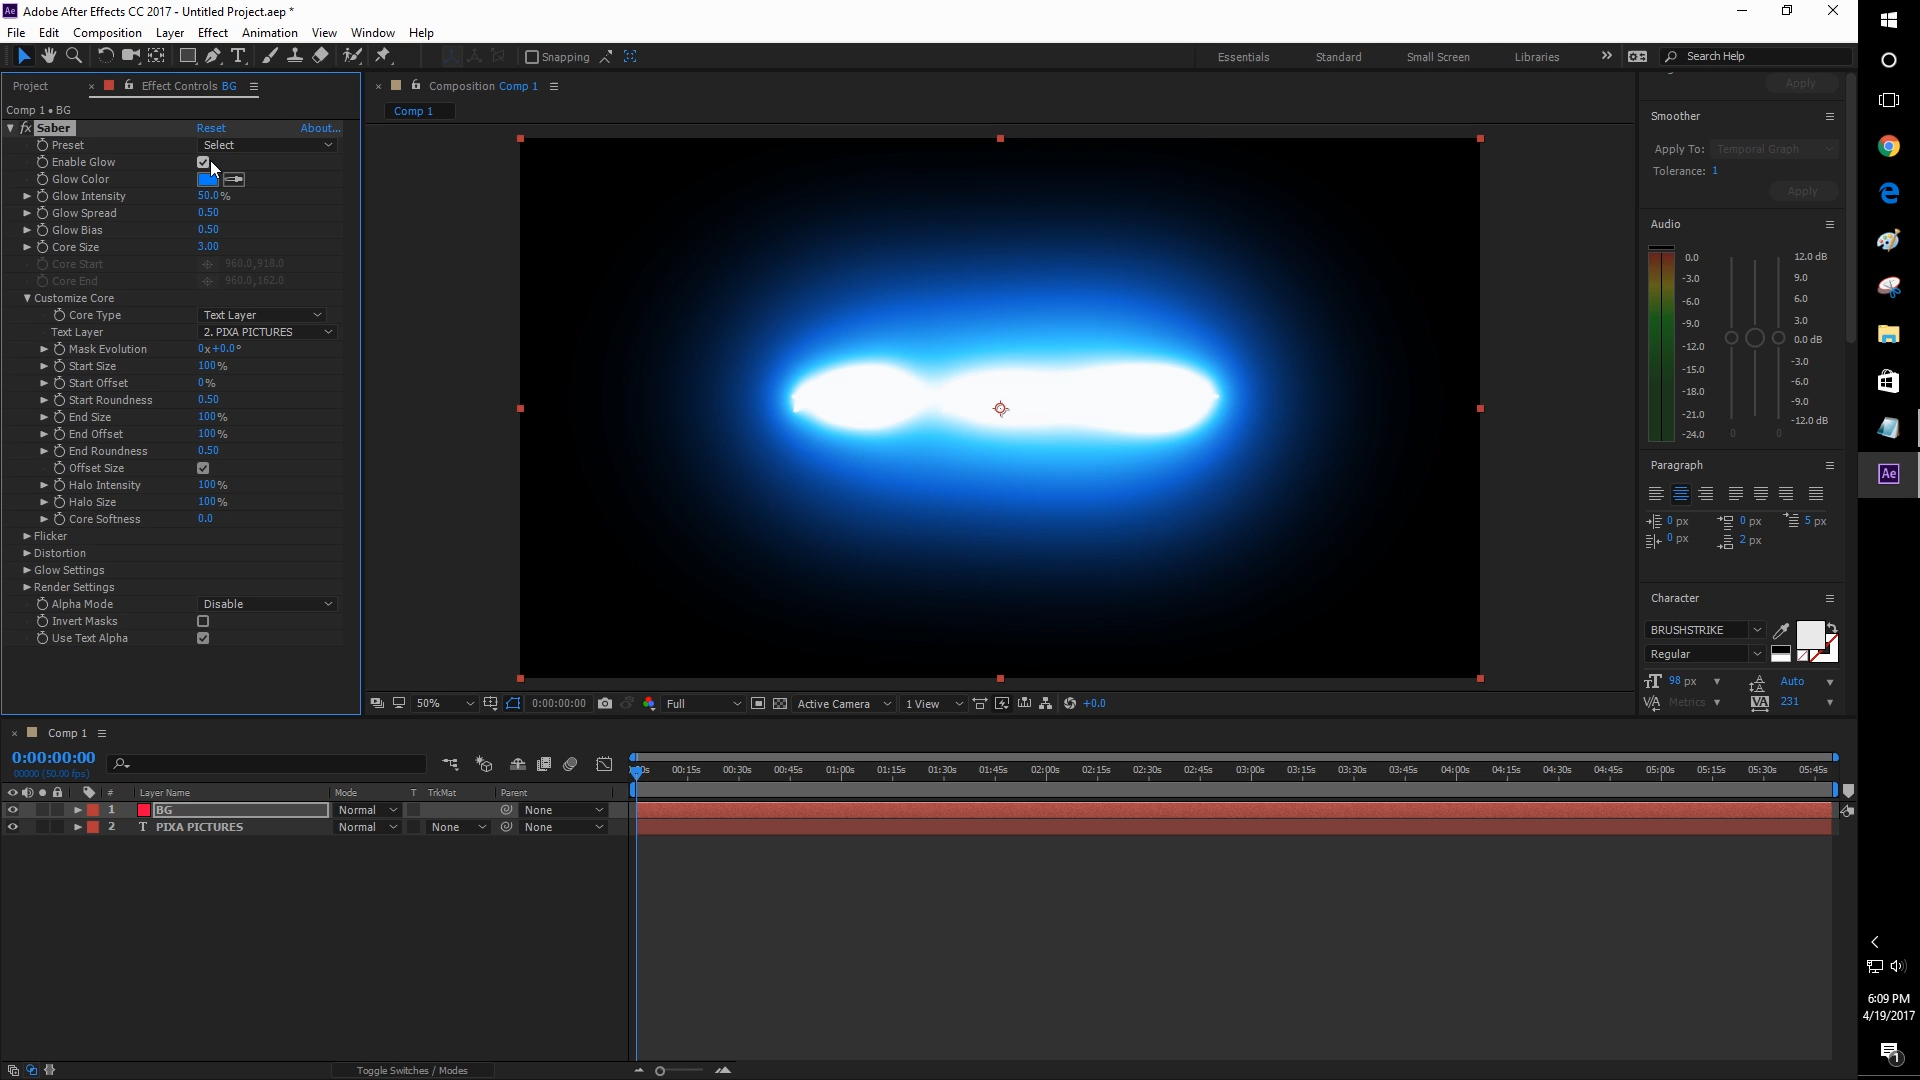 Adobe After Effects CC 2017 - Untitled Project.aep *
File Edit Composition Layer Effect Animation View Window Help
Snapping
Essentials Standard Small Screen Libraries Search Help
Project Effect Controls BG
Comp 1 • BG
fx Saber Reset About...
Preset Select
Enable Glow
Glow Color
Glow Intensity 50.0%
Glow Spread 0.50
Glow Bias 0.50
Core Size 3.00
Core Start 960.0,918.0
Core End 960.0,162.0
Customize Core
Core Type Text Layer
Text Layer 2. PIXA PICTURES
Mask Evolution 0x+0.0°
Start Size 100%
Start Offset 0%
Start Roundness 0.50
End Size 100%
End Offset 100%
End Roundness 0.50
Offset Size
Halo Intensity 100%
Halo Size 100%
Core Softness 0.0
Flicker
Distortion
Glow Settings
Render Settings
Alpha Mode Disable
Invert Masks
Use Text Alpha
Composition Comp 1
Comp 1
50% 0:00:00:00 Full Active Camera 1 View +0.0
Apply
Smoother
Apply To: Temporal Graph
Tolerance: 1
Apply
Audio
0.0 12.0 dB
-3.0 9.0
-6.0 6.0
-9.0 3.0
-12.0 0.0 dB
-15.0 -3.0
-18.0 -6.0
-21.0 -9.0
-24.0 0 0 -12.0 dB
Paragraph
0 px 0 px 5 px
0 px 2 px
Character
BRUSHSTRIKE
Regular
98 px Auto
Metrics 231
Comp 1
0:00:00:00
00000 (50.00 fps)
00:15s 00:30s 00:45s 01:00s 01:15s 01:30s 01:45s 02:00s 02:15s 02:30s 02:45s 03:00s 03:15s 03:30s 03:45s 04:00s 04:15s 04:30s 04:45s 05:00s 05:15s 05:30s 05:45s
# Layer Name Mode T TrkMat Parent
1 BG Normal None
2 T PIXA PICTURES Normal None None
Toggle Switches / Modes
Ae
6:09 PM
4/19/2017
1